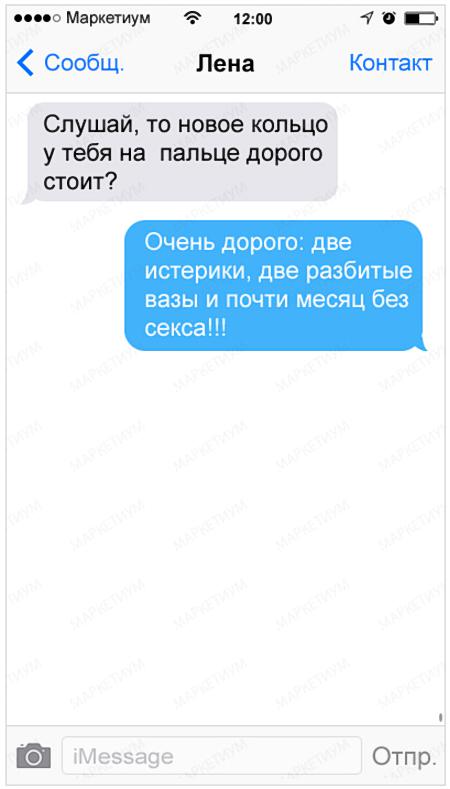 Маркетиум 12:00
Сообщ. Лена Контакт
Слушай, то новое кольцо
у тебя на пальце дорого
стоит?
Очень дорого: две
истерики, две разбитые
вазы и почти месяц без
секса!!!
iMessage Отпр.
МАРКЕТИУМ